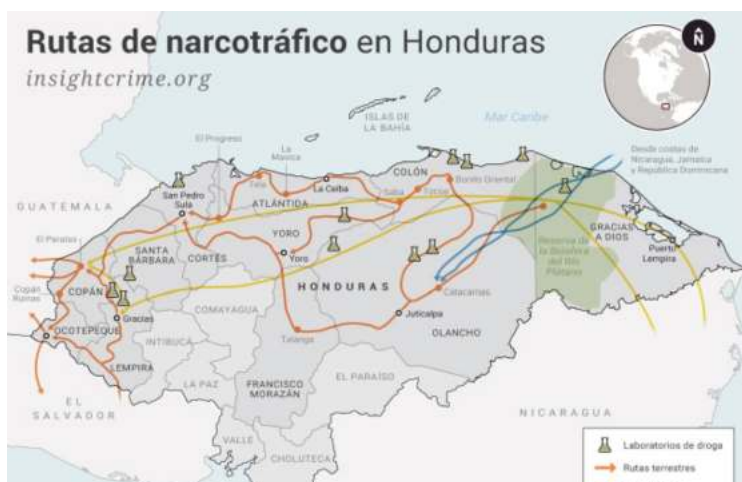 Rutas de narcotráfico en Honduras
insightcrime.org
N
ISLAS DE
LA BAHÍA
Mar Caribe
Desde costas de
Nicaragua, Jamaica
y República Dominicana
El Progreso
La
Masica
Tela
La Ceiba
COLÓN
Saba
Tocoa
Bonito Oriental
San Pedro
Sula
ATLÁNTIDA
GUATEMALA
YORO
GRACIAS
A DIOS
Puerto
Lempira
El Paraíso
SANTA
BÁRBARA
CORTÉS
Yoro
Reserva de
la Biosfera
del Río
Plátano
HONDURAS
Catacamas
Copán
Ruinas
COPÁN
COMAYAGUA
Gracias
Juticalpa
OCOTEPEQUE
INTIBUCÁ
Talanga
OLANCHO
LEMPIRA
LA PAZ
FRANCISCO
MORAZÁN
EL PARAÍSO
EL
SALVADOR
NICARAGUA
VALLE
CHOLUTECA
Laboratorios de droga
Rutas terrestres